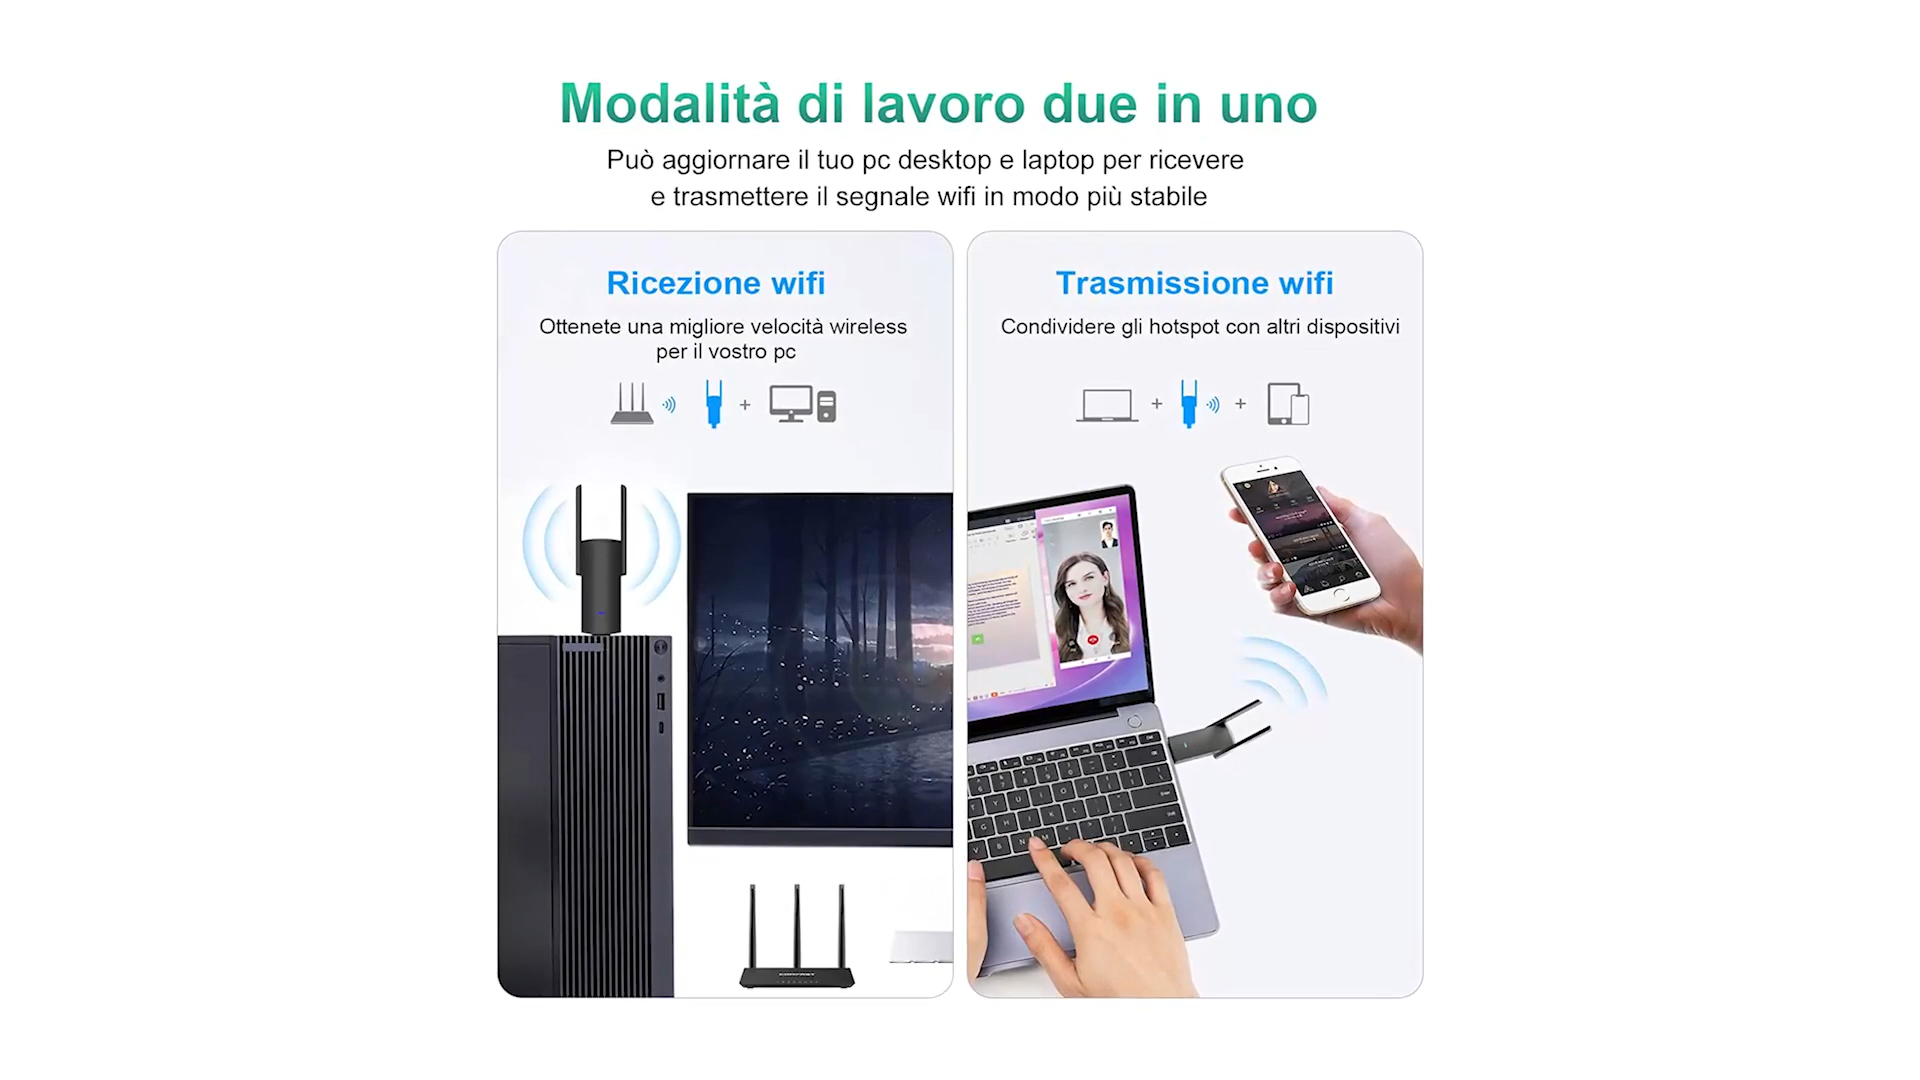 Modalità di lavoro due in uno
Può aggiornare il tuo pc desktop e laptop per ricevere
e trasmettere il segnale wifi in modo più stabile
Ricezione wifi
Ottenete una migliore velocità wireless
per il vostro pc
Trasmissione wifi
Condividere gli hotspot con altri dispositivi